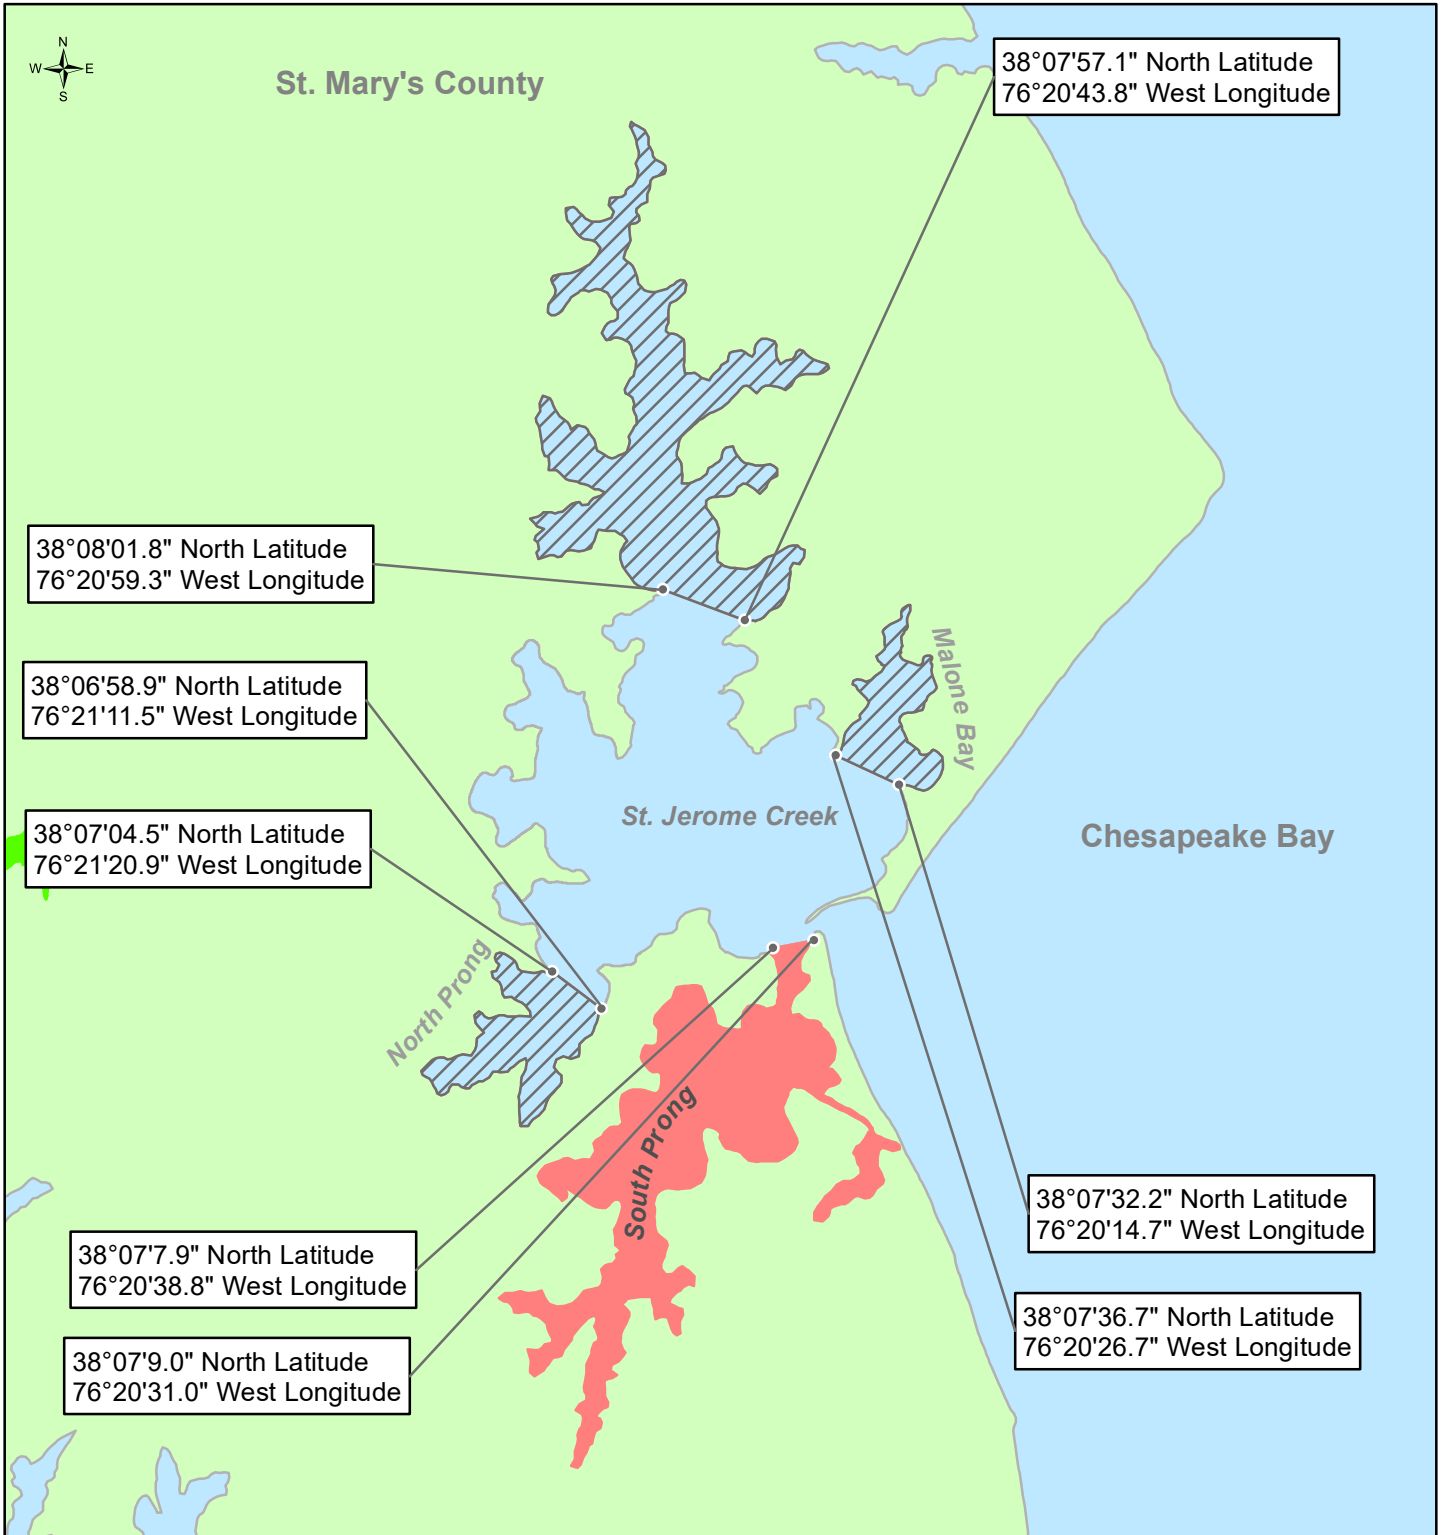 N
W E
S
St. Mary's County
38°07'57.1" North Latitude
76°20'43.8" West Longitude
38°08'01.8" North Latitude
76°20'59.3" West Longitude
38°06'58.9" North Latitude
76°21'11.5" West Longitude
Malone Bay
St. Jerome Creek
Chesapeake Bay
38°07'04.5" North Latitude
76°21'20.9" West Longitude
North Prong
South Prong
38°07'32.2" North Latitude
76°20'14.7" West Longitude
38°07'7.9" North Latitude
76°20'38.8" West Longitude
38°07'36.7" North Latitude
76°20'26.7" West Longitude
38°07'9.0" North Latitude
76°20'31.0" West Longitude